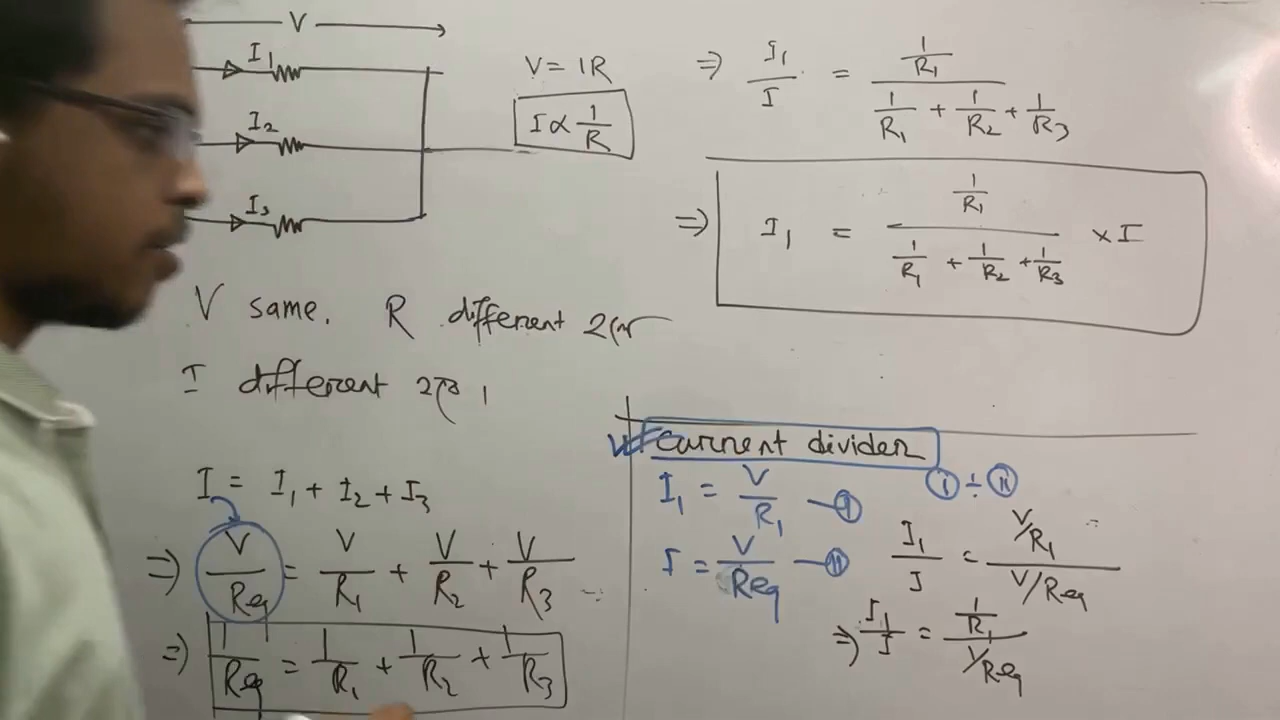 V
I₁
I₂
I₃
V = IR
I ∝ 1/R
V same. R different হলে
I different হবে।
I = I₁ + I₂ + I₃
⇒ V/Req = V/R₁ + V/R₂ + V/R₃
⇒ 1/Req = 1/R₁ + 1/R₂ + 1/R₃
⇒ I₁/I = (1/R₁)/(1/R₁ + 1/R₂ + 1/R₃)
⇒ I₁ = (1/R₁)/(1/R₁ + 1/R₂ + 1/R₃) × I
current divider
I₁ = V/R₁ — (i)
I = V/Req — (ii)
(i) ÷ (ii)
I₁/I = (V/R₁)/(V/Req)
⇒ I₁/I = (1/R₁)/(1/Req)